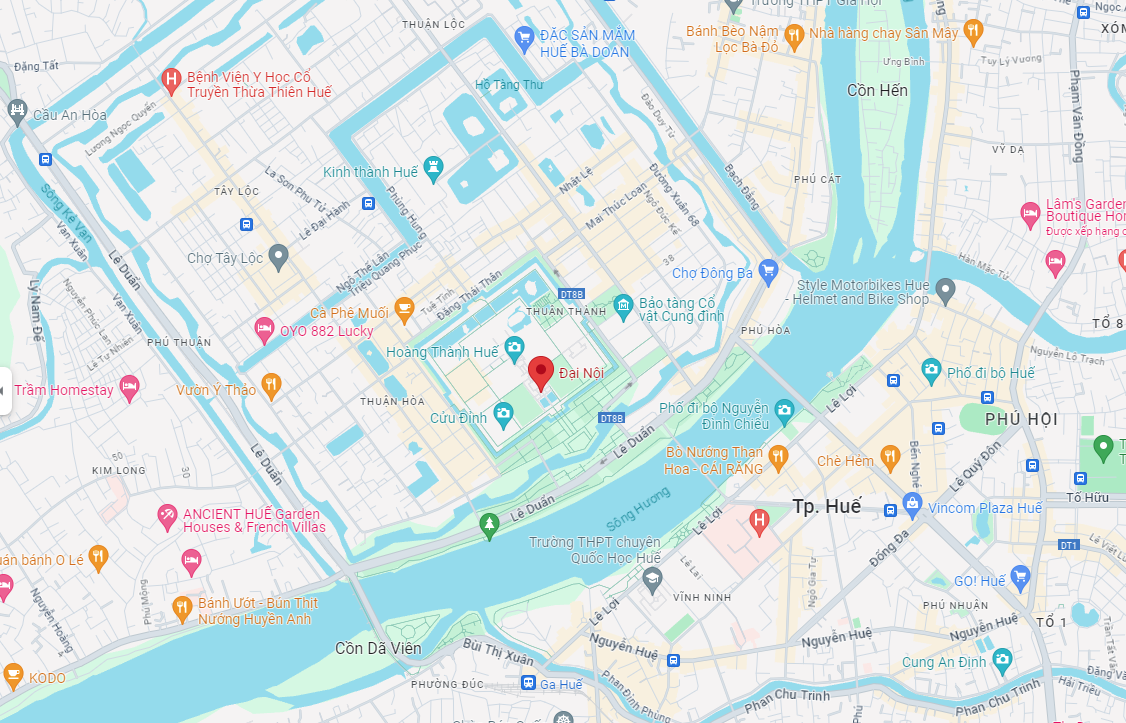 Trường THPT Gia Hội
THUẬN LỘC
ĐẶC SẢN MẮM
HUẾ BÀ DOAN
Bánh Bèo Nậm
Lọc Bà Đỏ
Nhà hàng chay Sân Mây
XÓM
Ưng Bình
Tuy Lý Vương
Đặng Tất
Bệnh Viện Y Học Cổ
Truyền Thừa Thiên Huế
Hồ Tàng Thư
Cồn Hến
Phạm Văn Đồng
Cầu An Hòa
Lương Ngọc Quyến
Đào Duy Từ
VỸ DẠ
Kinh thành Huế
La Sơn Phu Tử
Nhật Lệ
Đường Xuân 68
Bạch Đằng
PHÚ CÁT
TÂY LỘC
Sông Kẻ Vạn
Lê Đại Hành
Phùng Hưng
Mai Thúc Loan
Ngô Đức Kế
Lâm's Garden
Boutique Hom
Được xếp hạng c
Văn Xuân
Lê Duẩn
Chợ Tây Lộc
Ngô Thế Lân
Triệu Quang Phục
38
Chợ Đông Ba
Hàn Mặc Tử
Lý Nam Đế
Nguyễn Phúc Lan
Lê Tự Nhiên
Văn Xuân
Tuệ Tĩnh
Đặng Thái Thân
DT8B
THUẬN THÀNH
Bảo tàng Cổ
vật Cung đình
Style Motorbikes Hue
- Helmet and Bike Shop
Cà Phê Muối
OYO 882 Lucky
PHÚ THUẬN
PHÚ HÒA
TỔ 8
Hoàng Thành Huế
Đại Nội
Nguyễn Lộ Trạch
Phố đi bộ Huế
Trầm Homestay
Vườn Ý Thảo
THUẬN HÒA
Cửu Đỉnh
DT8B
Phố đi bộ Nguyễn
Đình Chiểu
Lê Lợi
PHÚ HỘI
Lê Duẩn
Bến Nghé
Lê Quý Đôn
KIM LONG
50
30
Lê Duẩn
Bò Nướng Than
Hoa - CÁI RĂNG
Chè Hém
Sông Hương
Lê Duẩn
Tp. Huế
Tố Hữu
Vincom Plaza Huế
ANCIENT HUẾ Garden
Houses & French Villas
Lê Lợi
Đống Đa
DT1
uán bánh O Lé
Trường THPT chuyên
Quốc Học Huế
Lê Lai
Ngô Gia Tự
GO! Huế
Phú Mộng
Nguyễn Hoàng
Bánh Ướt - Bún Thịt
Nướng Huyền Anh
Lê Lợi
VĨNH NINH
PHÚ NHUẬN
TỔ 1
Nguyễn Huệ
Nguyễn Huệ
Nguyễn Huệ
Cồn Dã Viên
Bùi Thị Xuân
Cung An Định
KODO
PHƯỜNG ĐÚC
Ga Huế
Phan Đình Phùng
Phan Chu Trinh
Phan Chu Trinh
Hải Triều